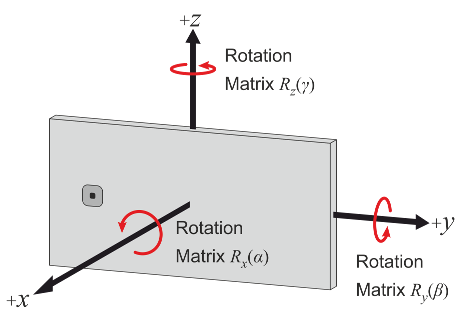 +z
Rotation
Matrix Rz(γ)
Rotation
Matrix Rx(α)
+y
Rotation
Matrix Ry(β)
+x